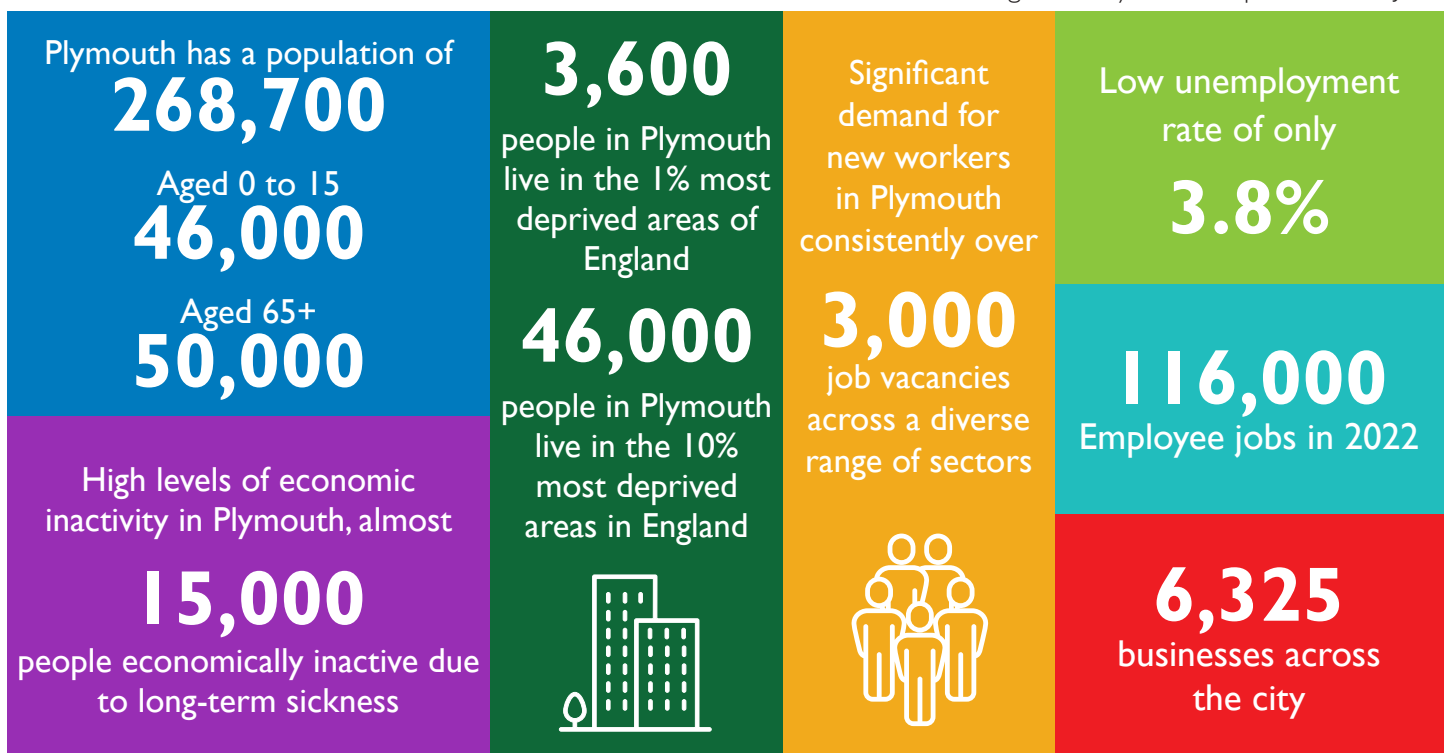 Plymouth has a population of
268,700
Aged 0 to 15
46,000
Aged 65+
50,000
High levels of economic
inactivity in Plymouth, almost
15,000
people economically inactive due
to long-term sickness
3,600
people in Plymouth
live in the 1% most
deprived areas of
England
46,000
people in Plymouth
live in the 10%
most deprived
areas in England
Significant
demand for
new workers
in Plymouth
consistently over
3,000
job vacancies
across a diverse
range of sectors
Low unemployment
rate of only
3.8%
116,000
Employee jobs in 2022
6,325
businesses across
the city